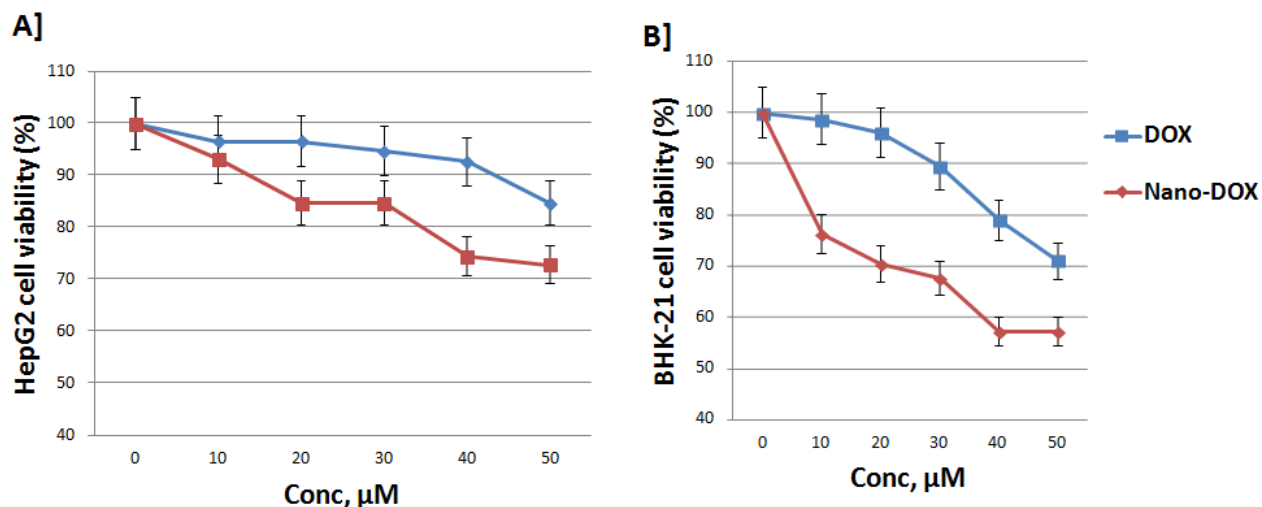 A]
HepG2 cell viability (%)
110
100
90
80
70
60
50
40
0 10 20 30 40 50
Conc, µM
B]
BHK-21 cell viability (%)
110
100
90
80
70
60
50
40
0 10 20 30 40 50
Conc, µM
DOX
Nano-DOX